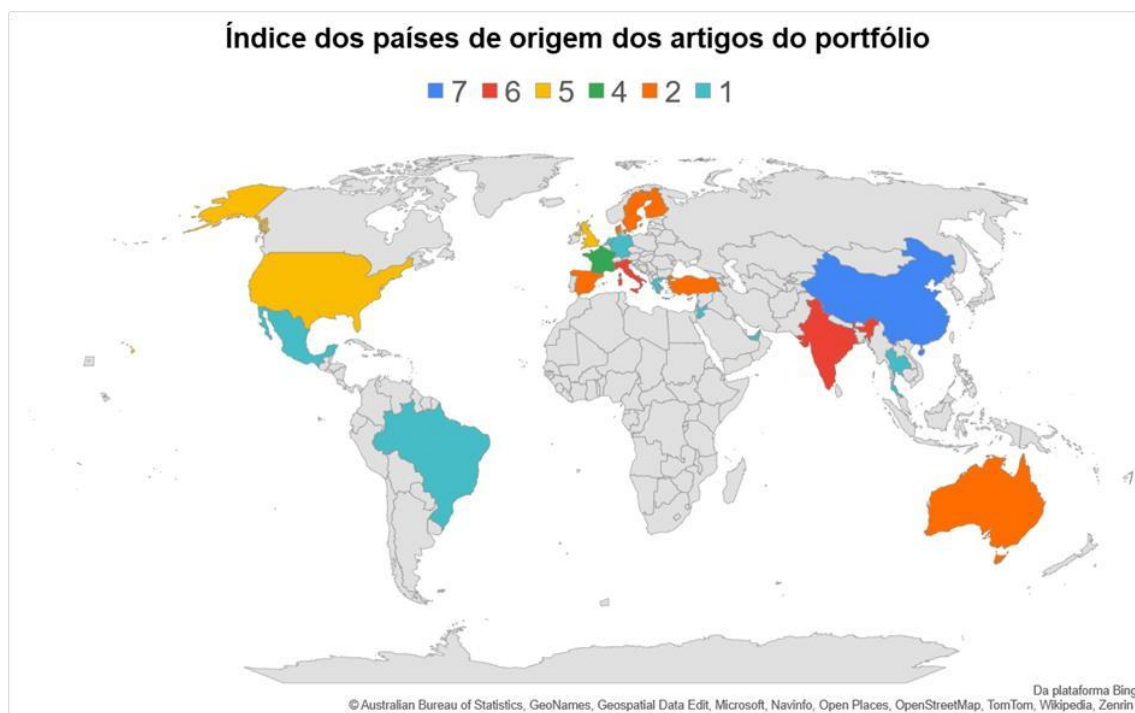 Índice dos países de origem dos artigos do portfólio
7 6 5 4 2 1
Da plataforma Bing
© Australian Bureau of Statistics, GeoNames, Geospatial Data Edit, Microsoft, Navinfo, Open Places, OpenStreetMap, TomTom, Wikipedia, Zenrin